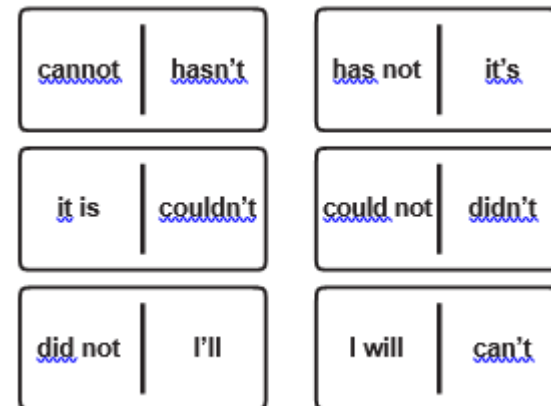 cannot hasn't has not it's
it is couldn't could not didn't
did not I'll I will can't